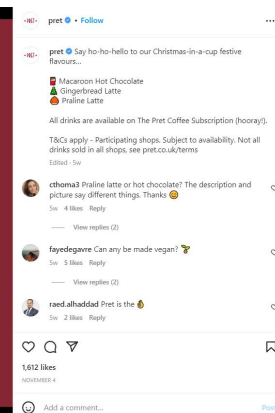 ·PRET· pret • Follow
·PRET· pret Say ho-ho-hello to our Christmas-in-a-cup festive
flavours...
Macaroon Hot Chocolate
Gingerbread Latte
Praline Latte
All drinks are available on The Pret Coffee Subscription (hooray!).
T&Cs apply - Participating shops. Subject to availability. Not all
drinks sold in all shops, see pret.co.uk/terms
Edited · 5w
cthoma3 Praline latte or hot chocolate? The description and
picture say different things. Thanks 😊
5w 4 likes Reply
View replies (2)
fayedegavre Can any be made vegan? 🌱
5w 5 likes Reply
View replies (2)
raed.alhaddad Pret is the 👌
5w 2 likes Reply
1,612 likes
NOVEMBER 4
Add a comment...
Post